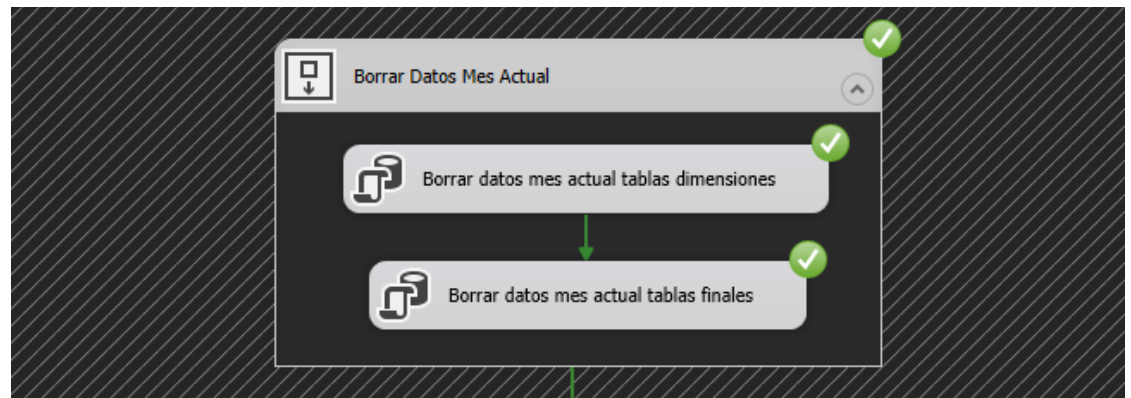 Borrar Datos Mes Actual
Borrar datos mes actual tablas dimensiones
Borrar datos mes actual tablas finales